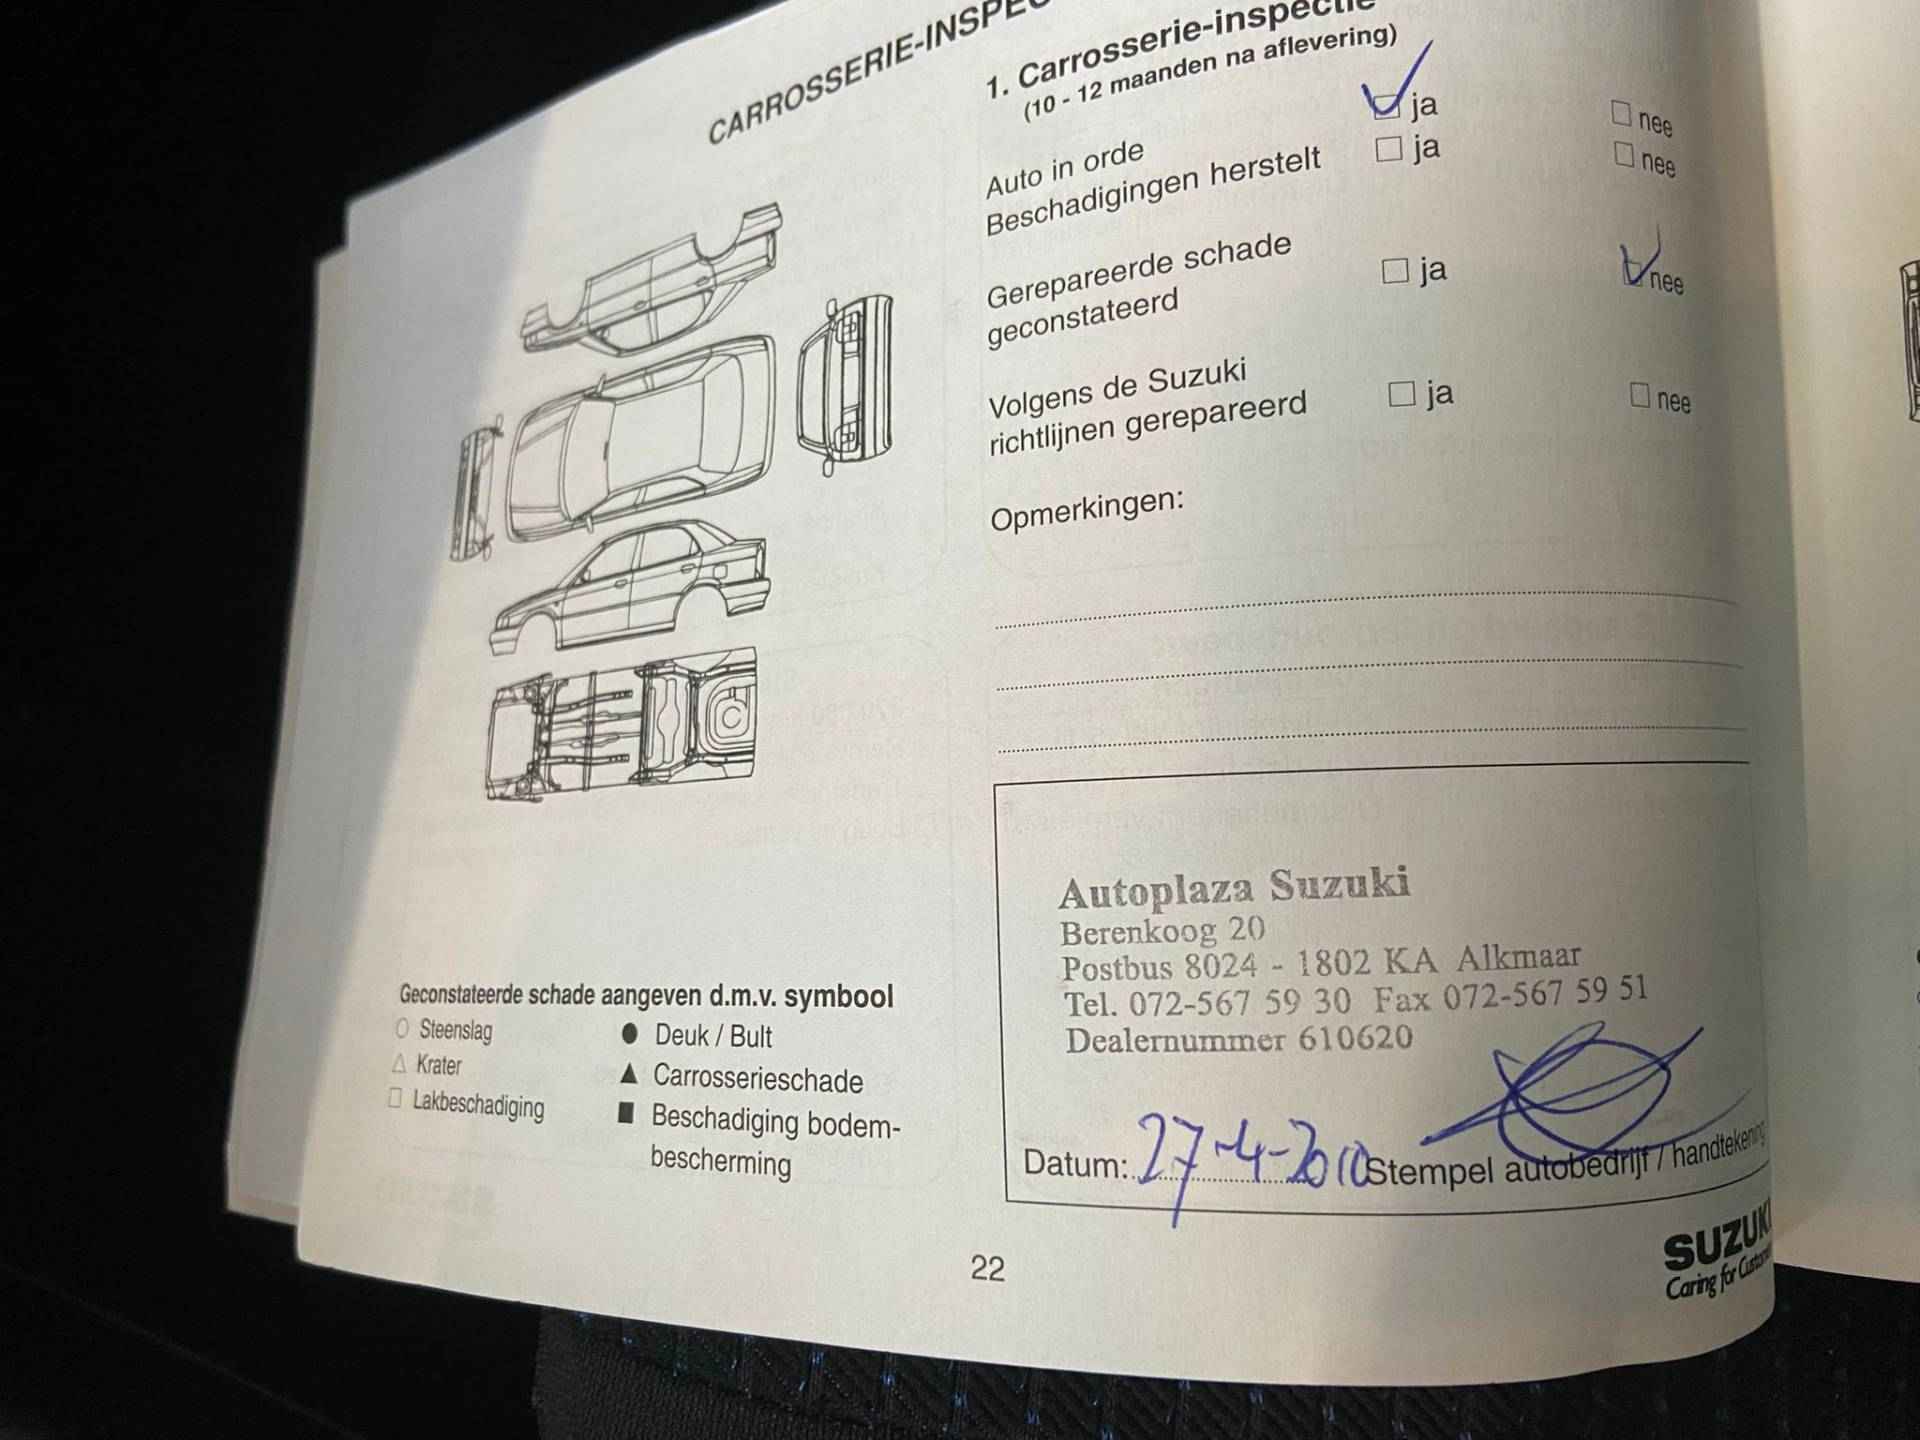 CARROSSERIE-INSPEC
1. Carrosserie-inspectie
(10 - 12 maanden na aflevering)
Auto in orde ja nee
Beschadigingen herstelt ja nee
Gerepareerde schade
geconstateerd ja nee
Volgens de Suzuki
richtlijnen gerepareerd ja nee
Opmerkingen:
Geconstateerde schade aangeven d.m.v. symbool
Steenslag
Krater
Lakbeschadiging
Deuk / Bult
Carrosserieschade
Beschadiging bodem-
bescherming
Autoplaza Suzuki
Berenkoog 20
Postbus 8024 - 1802 KA Alkmaar
Tel. 072-567 59 30 Fax 072-567 59 51
Dealernummer 610620
Datum: 27-4-2010 Stempel autobedrijf / handtekening
22
SUZUKI
Caring for Custome